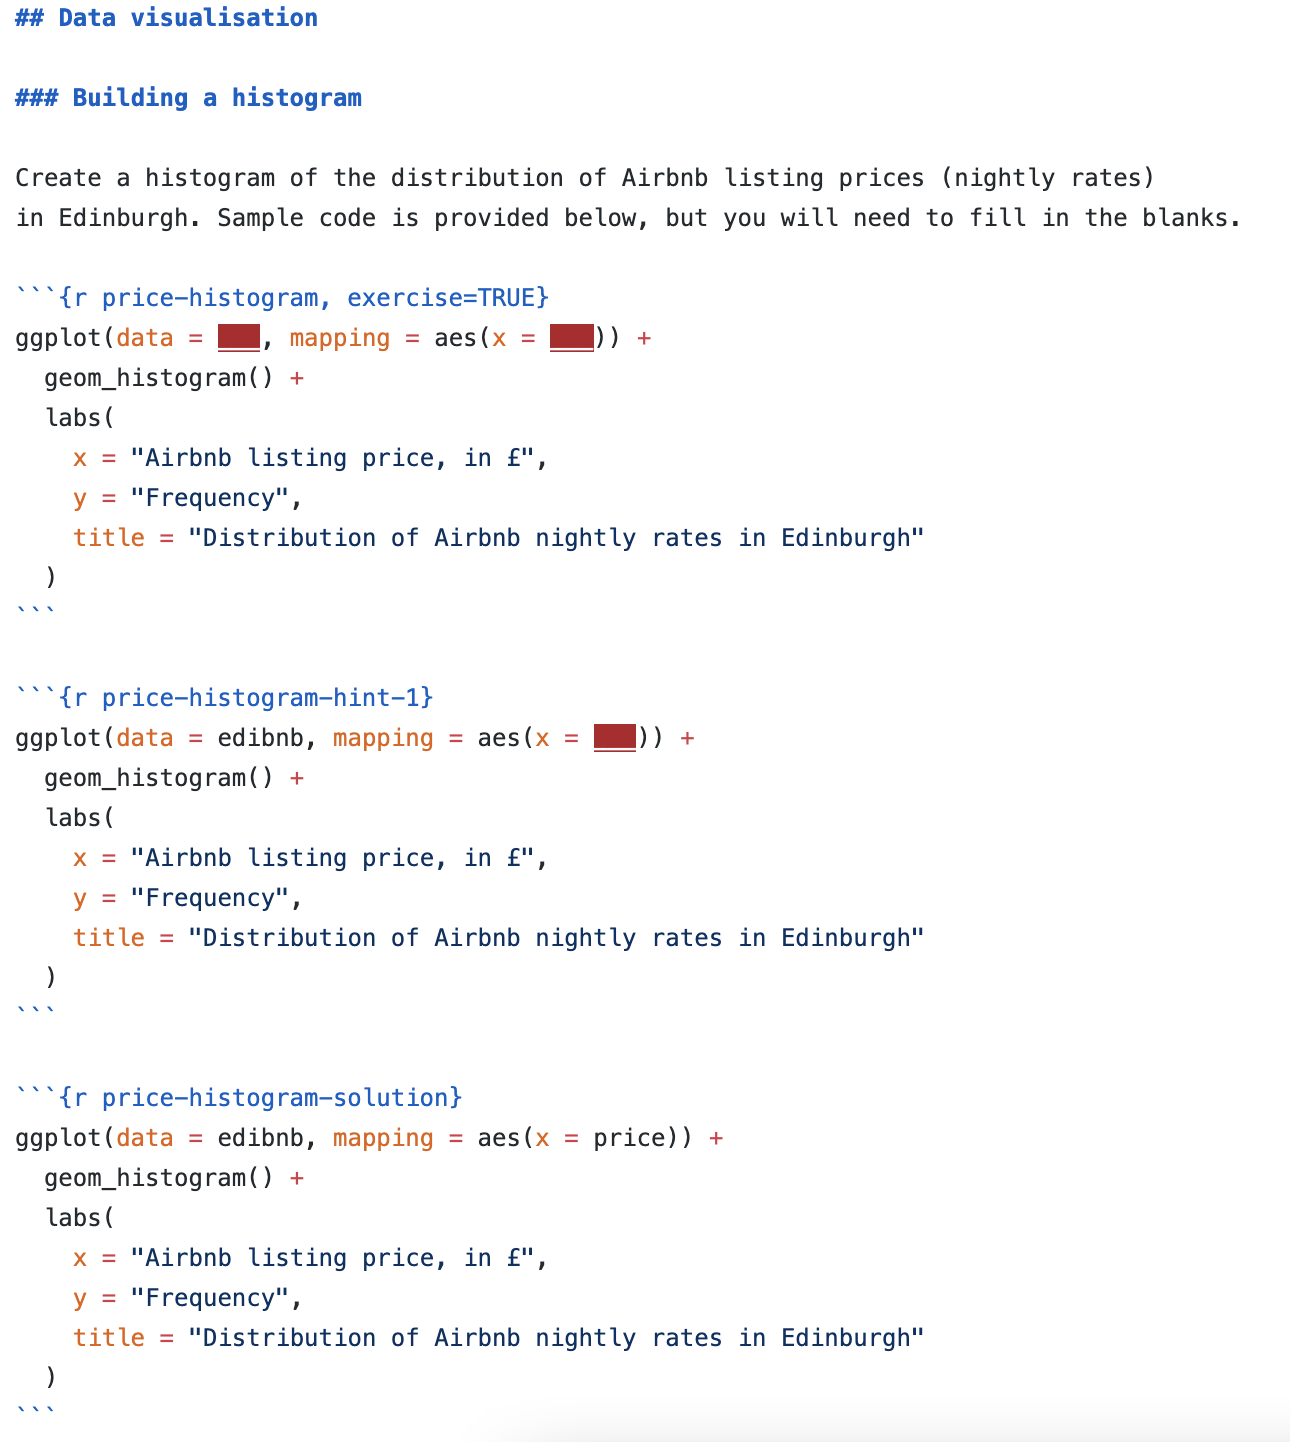 ## Data visualisation
### Building a histogram
Create a histogram of the distribution of Airbnb listing prices (nightly rates)
in Edinburgh. Sample code is provided below, but you will need to fill in the blanks.
```{r price-histogram, exercise=TRUE}
ggplot(data = ___, mapping = aes(x = ___)) +
  geom_histogram() +
  labs(
    x = "Airbnb listing price, in £",
    y = "Frequency",
    title = "Distribution of Airbnb nightly rates in Edinburgh"
  )
```
```{r price-histogram-hint-1}
ggplot(data = edibnb, mapping = aes(x = ___)) +
  geom_histogram() +
  labs(
    x = "Airbnb listing price, in £",
    y = "Frequency",
    title = "Distribution of Airbnb nightly rates in Edinburgh"
  )
```
```{r price-histogram-solution}
ggplot(data = edibnb, mapping = aes(x = price)) +
  geom_histogram() +
  labs(
    x = "Airbnb listing price, in £",
    y = "Frequency",
    title = "Distribution of Airbnb nightly rates in Edinburgh"
  )
```